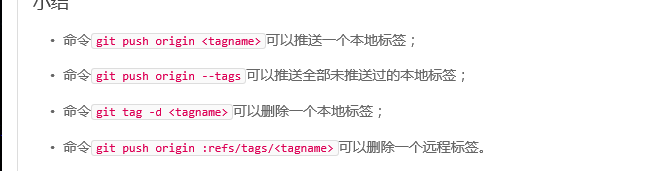 小结
命令git push origin <tagname>可以推送一个本地标签；
命令git push origin --tags可以推送全部未推送过的本地标签；
命令git tag -d <tagname>可以删除一个本地标签；
命令git push origin :refs/tags/<tagname>可以删除一个远程标签。